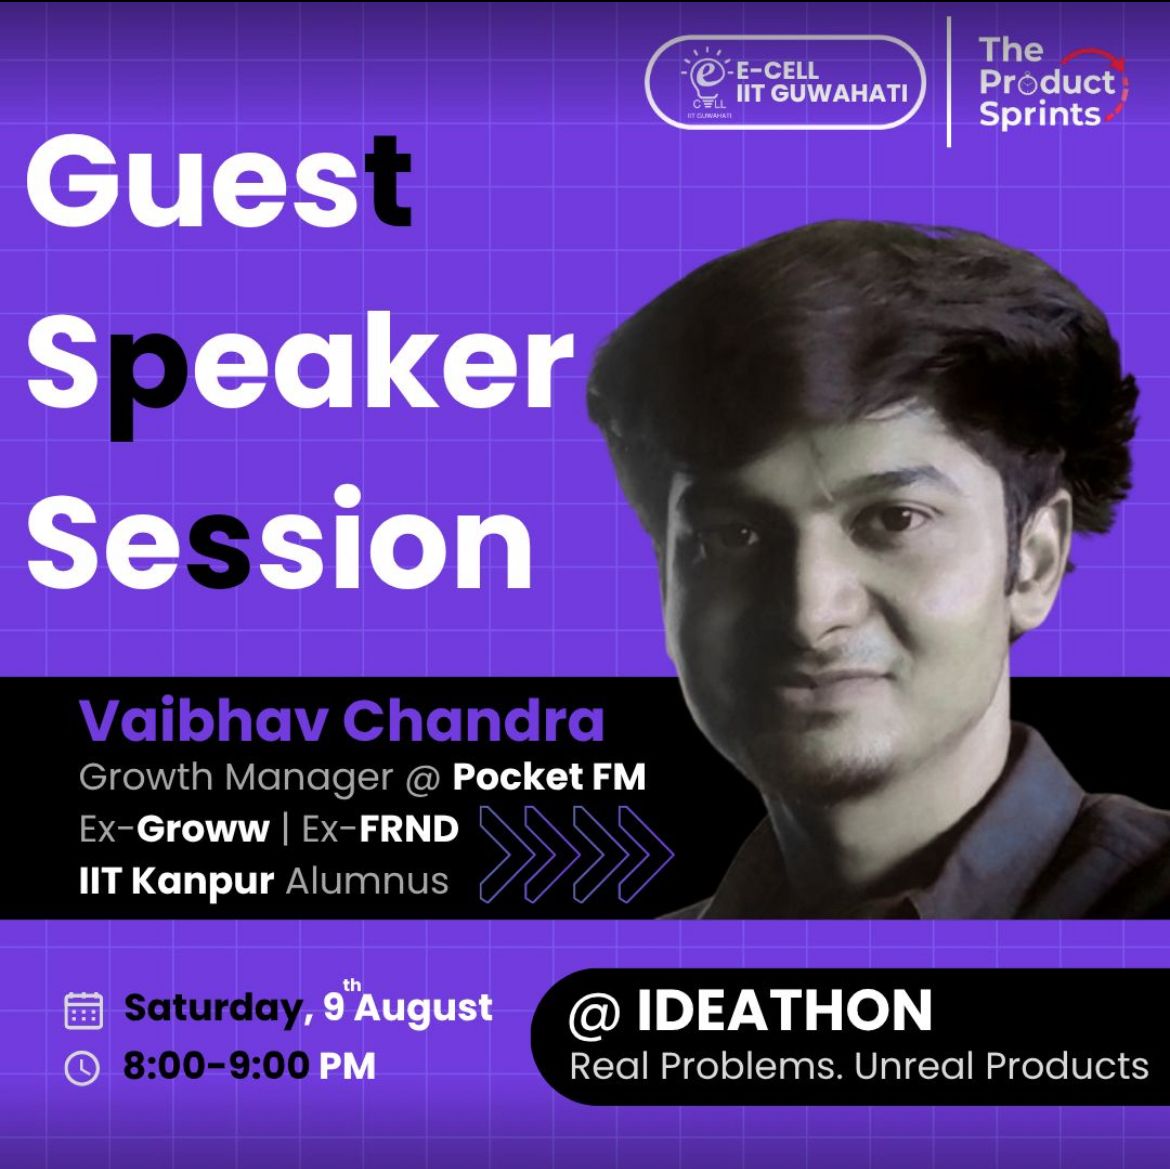 E-CELL
IIT GUWAHATI
CELL
IIT GUWAHATI
The
Product
Sprints
Guest
Speaker
Session
Vaibhav Chandra
Growth Manager @ Pocket FM
Ex-Groww | Ex-FRND
IIT Kanpur Alumnus
Saturday, 9th August
8:00-9:00 PM
@ IDEATHON
Real Problems. Unreal Products